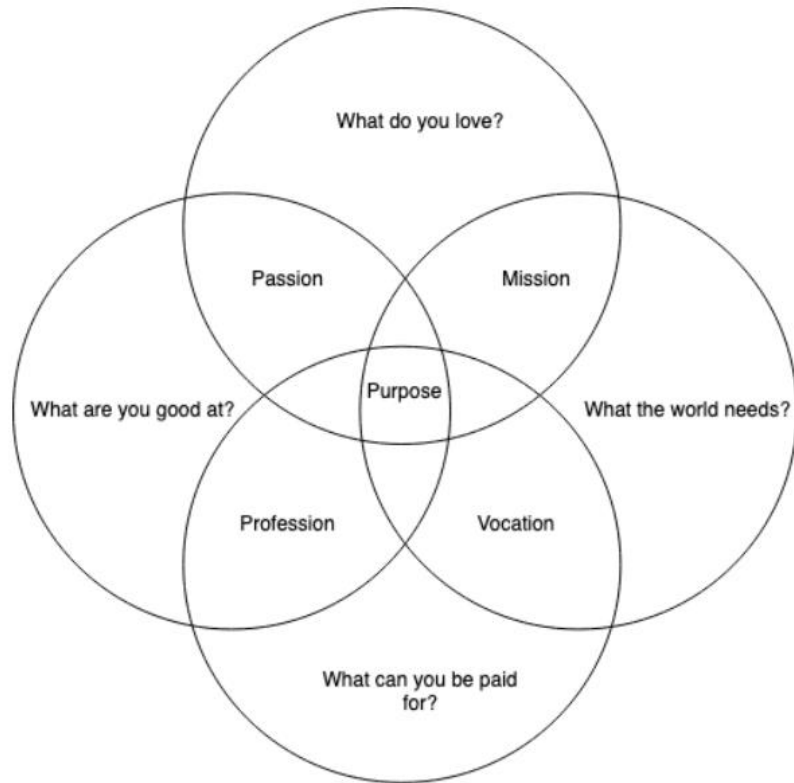 What do you love?
Passion
Mission
Purpose
What are you good at?
What the world needs?
Profession
Vocation
What can you be paid
for?